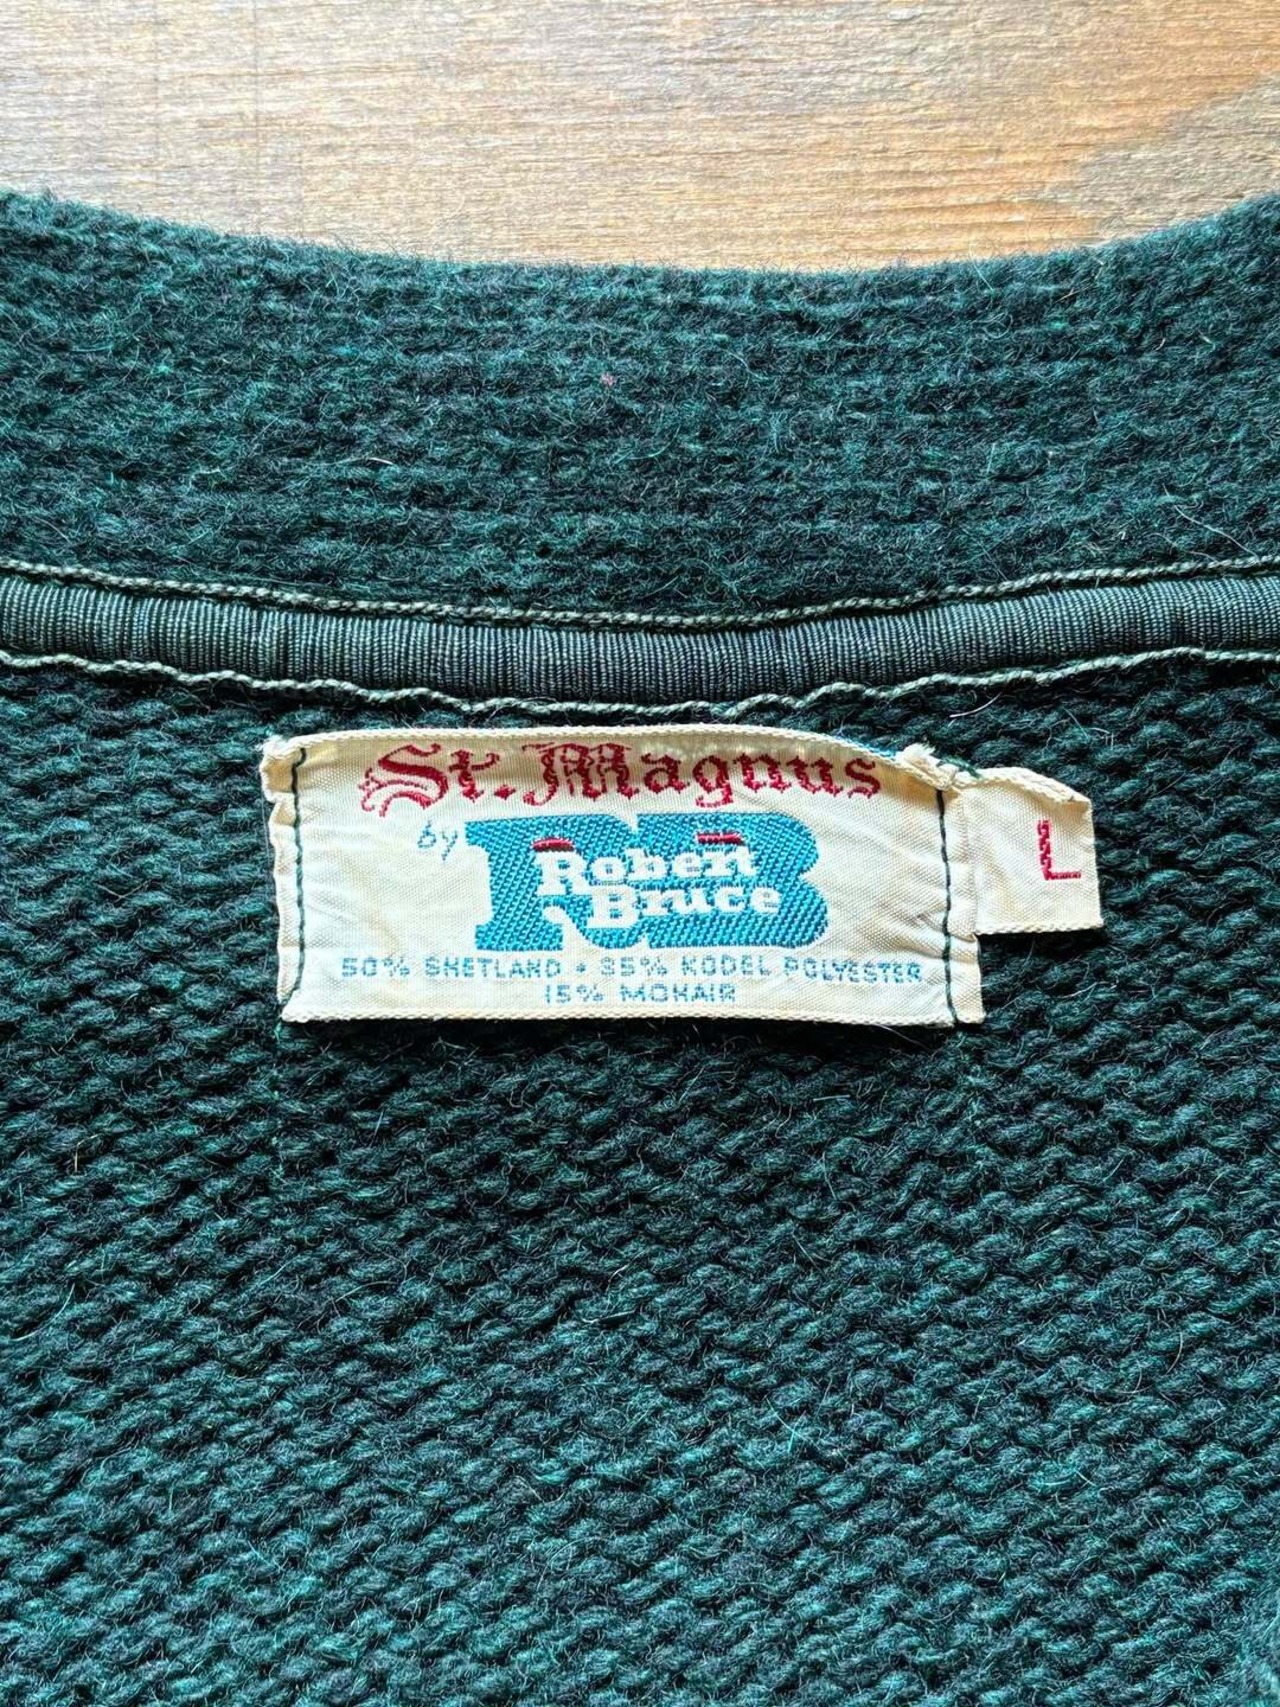 St. Magnus
by
RB
Robert
Bruce
50% SHETLAND • 35% KODEL POLYESTER
15% MOHAIR
L